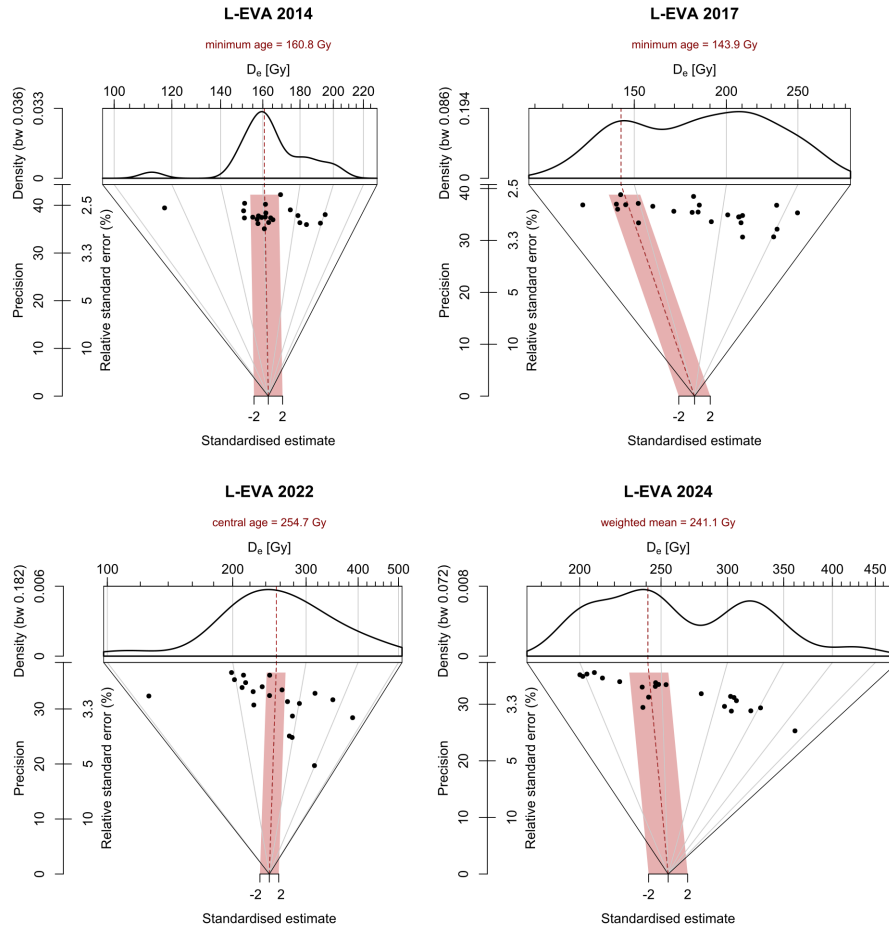 L-EVA 2014
minimum age = 160.8 Gy
De [Gy]
100 120 140 160 180 200 220
Density (bw 0.036)
0 0.033
Precision
0 10 20 30 40
Relative standard error (%)
10 5 3.3 2.5
-2 2
Standardised estimate
L-EVA 2017
minimum age = 143.9 Gy
De [Gy]
150 200 250
Density (bw 0.086)
0 0.194
Precision
0 10 20 30 40
Relative standard error (%)
10 5 3.3 2.5
-2 2
Standardised estimate
L-EVA 2022
central age = 254.7 Gy
De [Gy]
100 200 300 500
Density (bw 0.182)
0 0.006
Precision
0 10 20 30
Relative standard error (%)
10 5 3.3
-2 2
Standardised estimate
L-EVA 2024
weighted mean = 241.1 Gy
De [Gy]
200 250 300 350 400 450
Density (bw 0.072)
0 0.008
Precision
0 10 20 30
Relative standard error (%)
10 5 3.3
-2 2
Standardised estimate